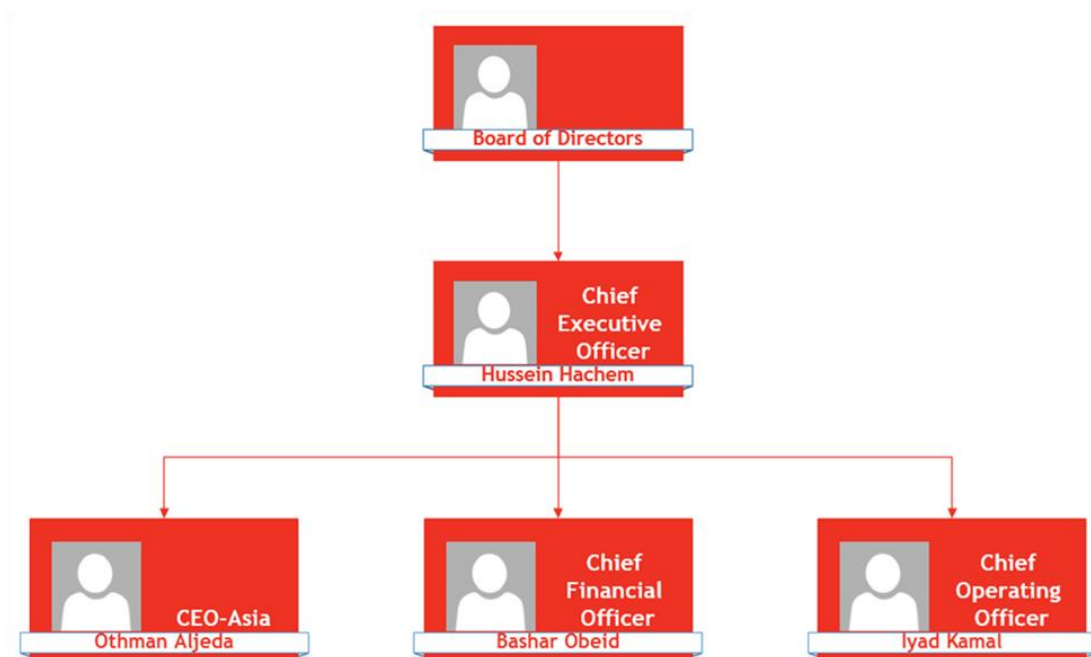 Board of Directors
Chief
Executive
Officer
Hussein Hachem
CEO-Asia
Othman Aljeda
Chief
Financial
Officer
Bashar Obeid
Chief
Operating
Officer
Iyad Kamal